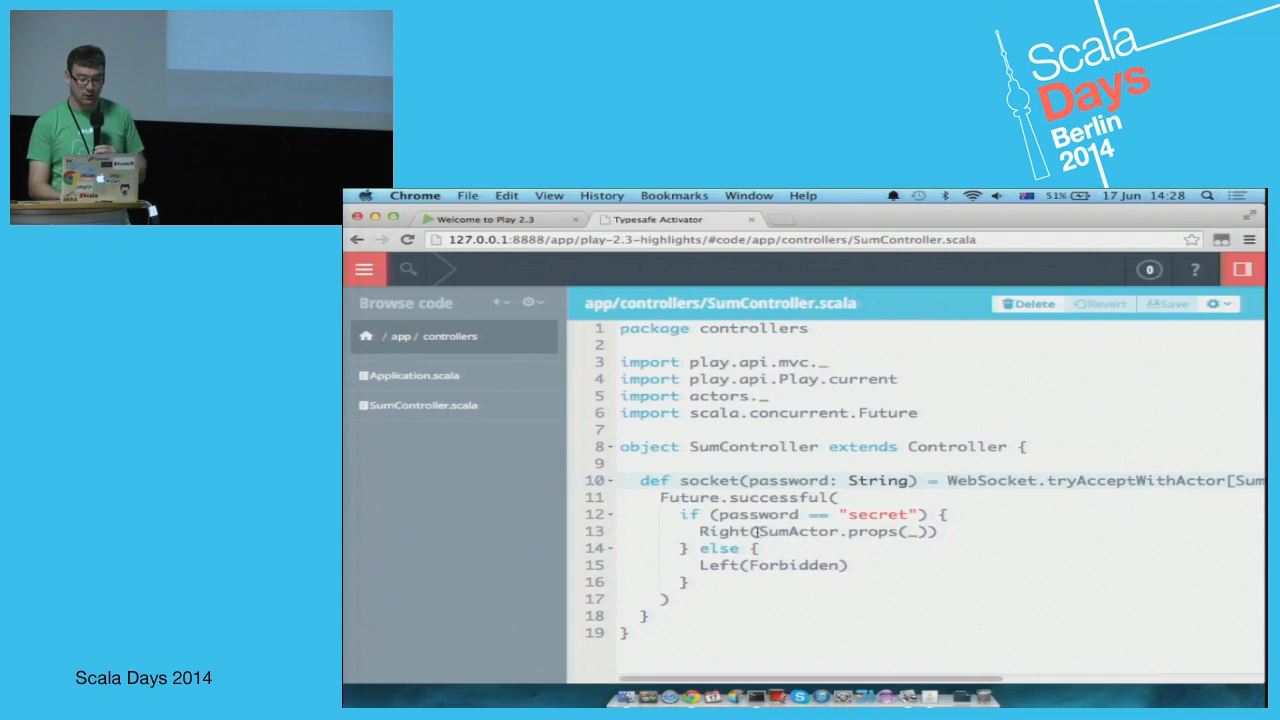 Scala
Days
Berlin
2014
Chrome File Edit View History Bookmarks Window Help 51% 17 Jun 14:28
Welcome to Play 2.3
Typesafe Activator
127.0.0.1:8888/app/play-2.3-highlights/#code/app/controllers/SumController.scala
0 ?
Browse code
app/controllers/SumController.scala
Delete Revert Save
/ app / controllers
Application.scala
SumController.scala
1 package controllers
2
3 import play.api.mvc._
4 import play.api.Play.current
5 import actors._
6 import scala.concurrent.Future
7
8 object SumController extends Controller {
9
10 def socket(password: String) = WebSocket.tryAcceptWithActor[Sum
11 Future.successful(
12 if (password == "secret") {
13 Right(SumActor.props(_))
14 } else {
15 Left(Forbidden)
16 }
17 )
18 }
19 }
Scala Days 2014